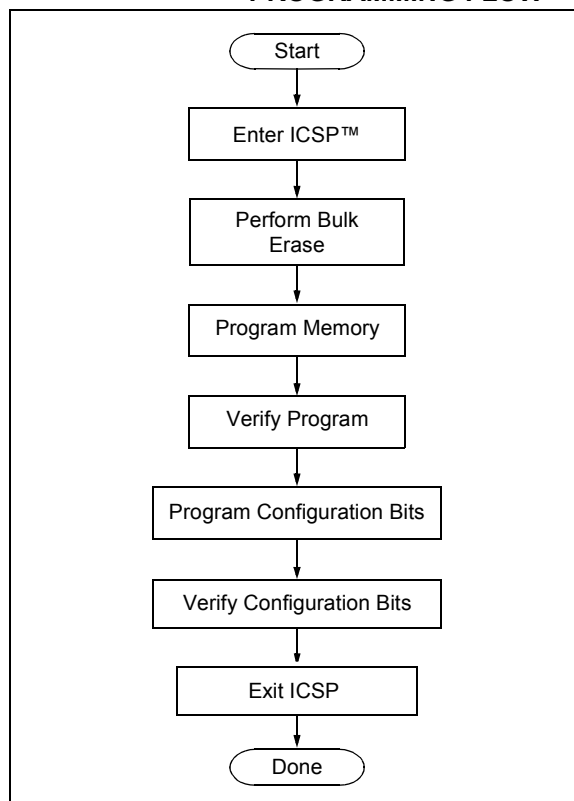 Start
Enter ICSP™
Perform Bulk
Erase
Program Memory
Verify Program
Program Configuration Bits
Verify Configuration Bits
Exit ICSP
Done